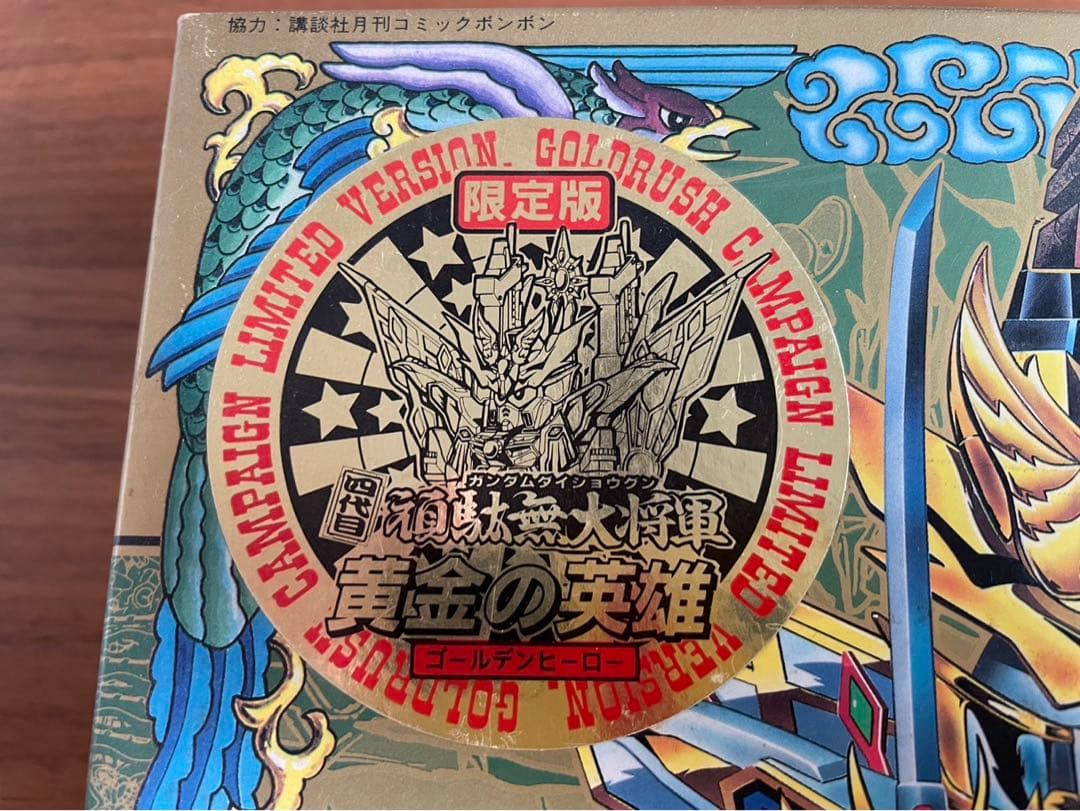 協力：講談社月刊コミックボンボン
CAMPAIGN LIMITED VERSION. GOLDRUSH CAMPAIGN LIMITED VERSION. GOLDRUSH
限定版
ガンダムダイショウグン
四代目
頑駄無大将軍
黄金の英雄
ゴールデンヒーロー